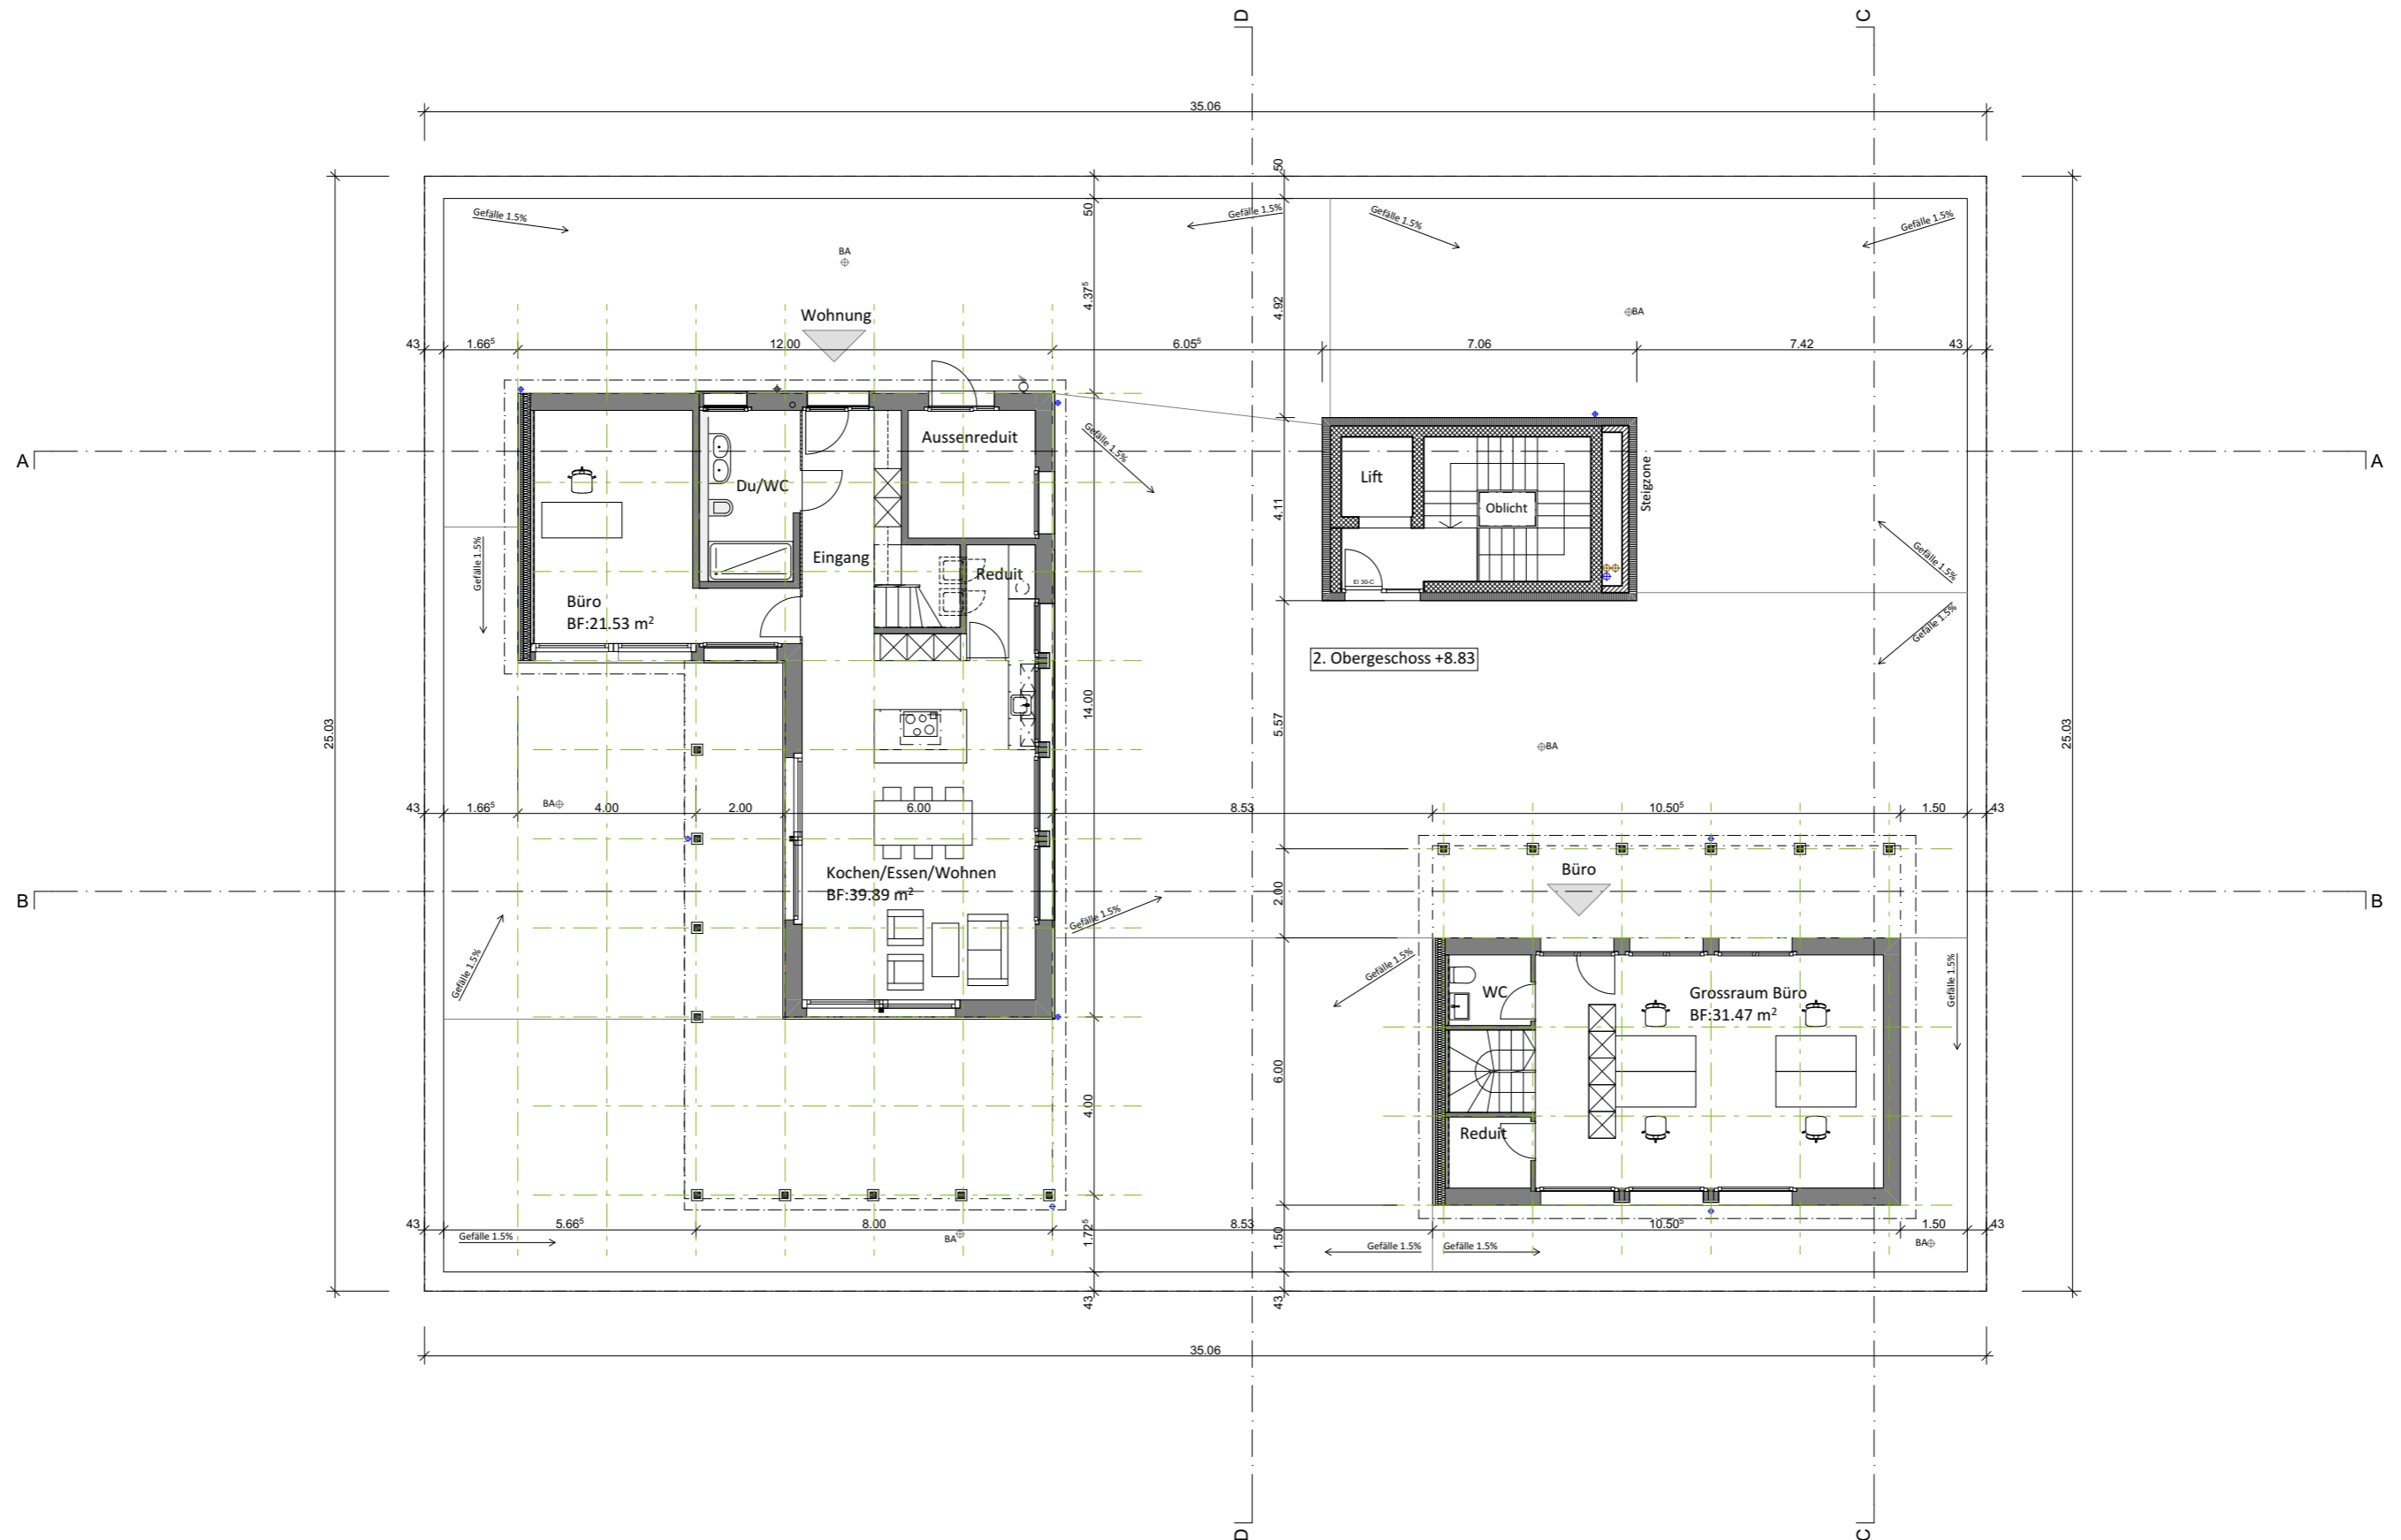 D
C
35.06
50
50
Gefälle 1.5%
Gefälle 1.5%
Gefälle 1.5%
Gefälle 1.5%
BA
4.37⁵
4.92
BA
Wohnung
43
1.66⁵
12.00
6.05⁵
7.06
7.42
43
A
A
Aussenreduit
Gefälle 1.5%
Lift
Steigzone
Du/WC
4.11
Oblicht
Eingang
Reduit
Gefälle 1.5%
Gefälle 1.5%
EI 30-C
Büro
BF:21.53 m²
Gefälle 1.5%
2. Obergeschoss +8.83
14.00
5.57
25.03
25.03
BA
43
1.66⁵
BA
4.00
2.00
6.00
8.53
10.50⁵
1.50
43
Kochen/Essen/Wohnen
BF:39.89 m²
Büro
2.00
B
B
Gefälle 1.5%
Gefälle 1.5%
Gefälle 1.5%
Gefälle 1.5%
WC
Grossraum Büro
BF:31.47 m²
6.00
4.00
Reduit
43
5.66⁵
8.00
8.53
10.50⁵
1.50
43
Gefälle 1.5%
BA
1.72⁵
1.50
Gefälle 1.5%
Gefälle 1.5%
BA
43
43
35.06
D
C